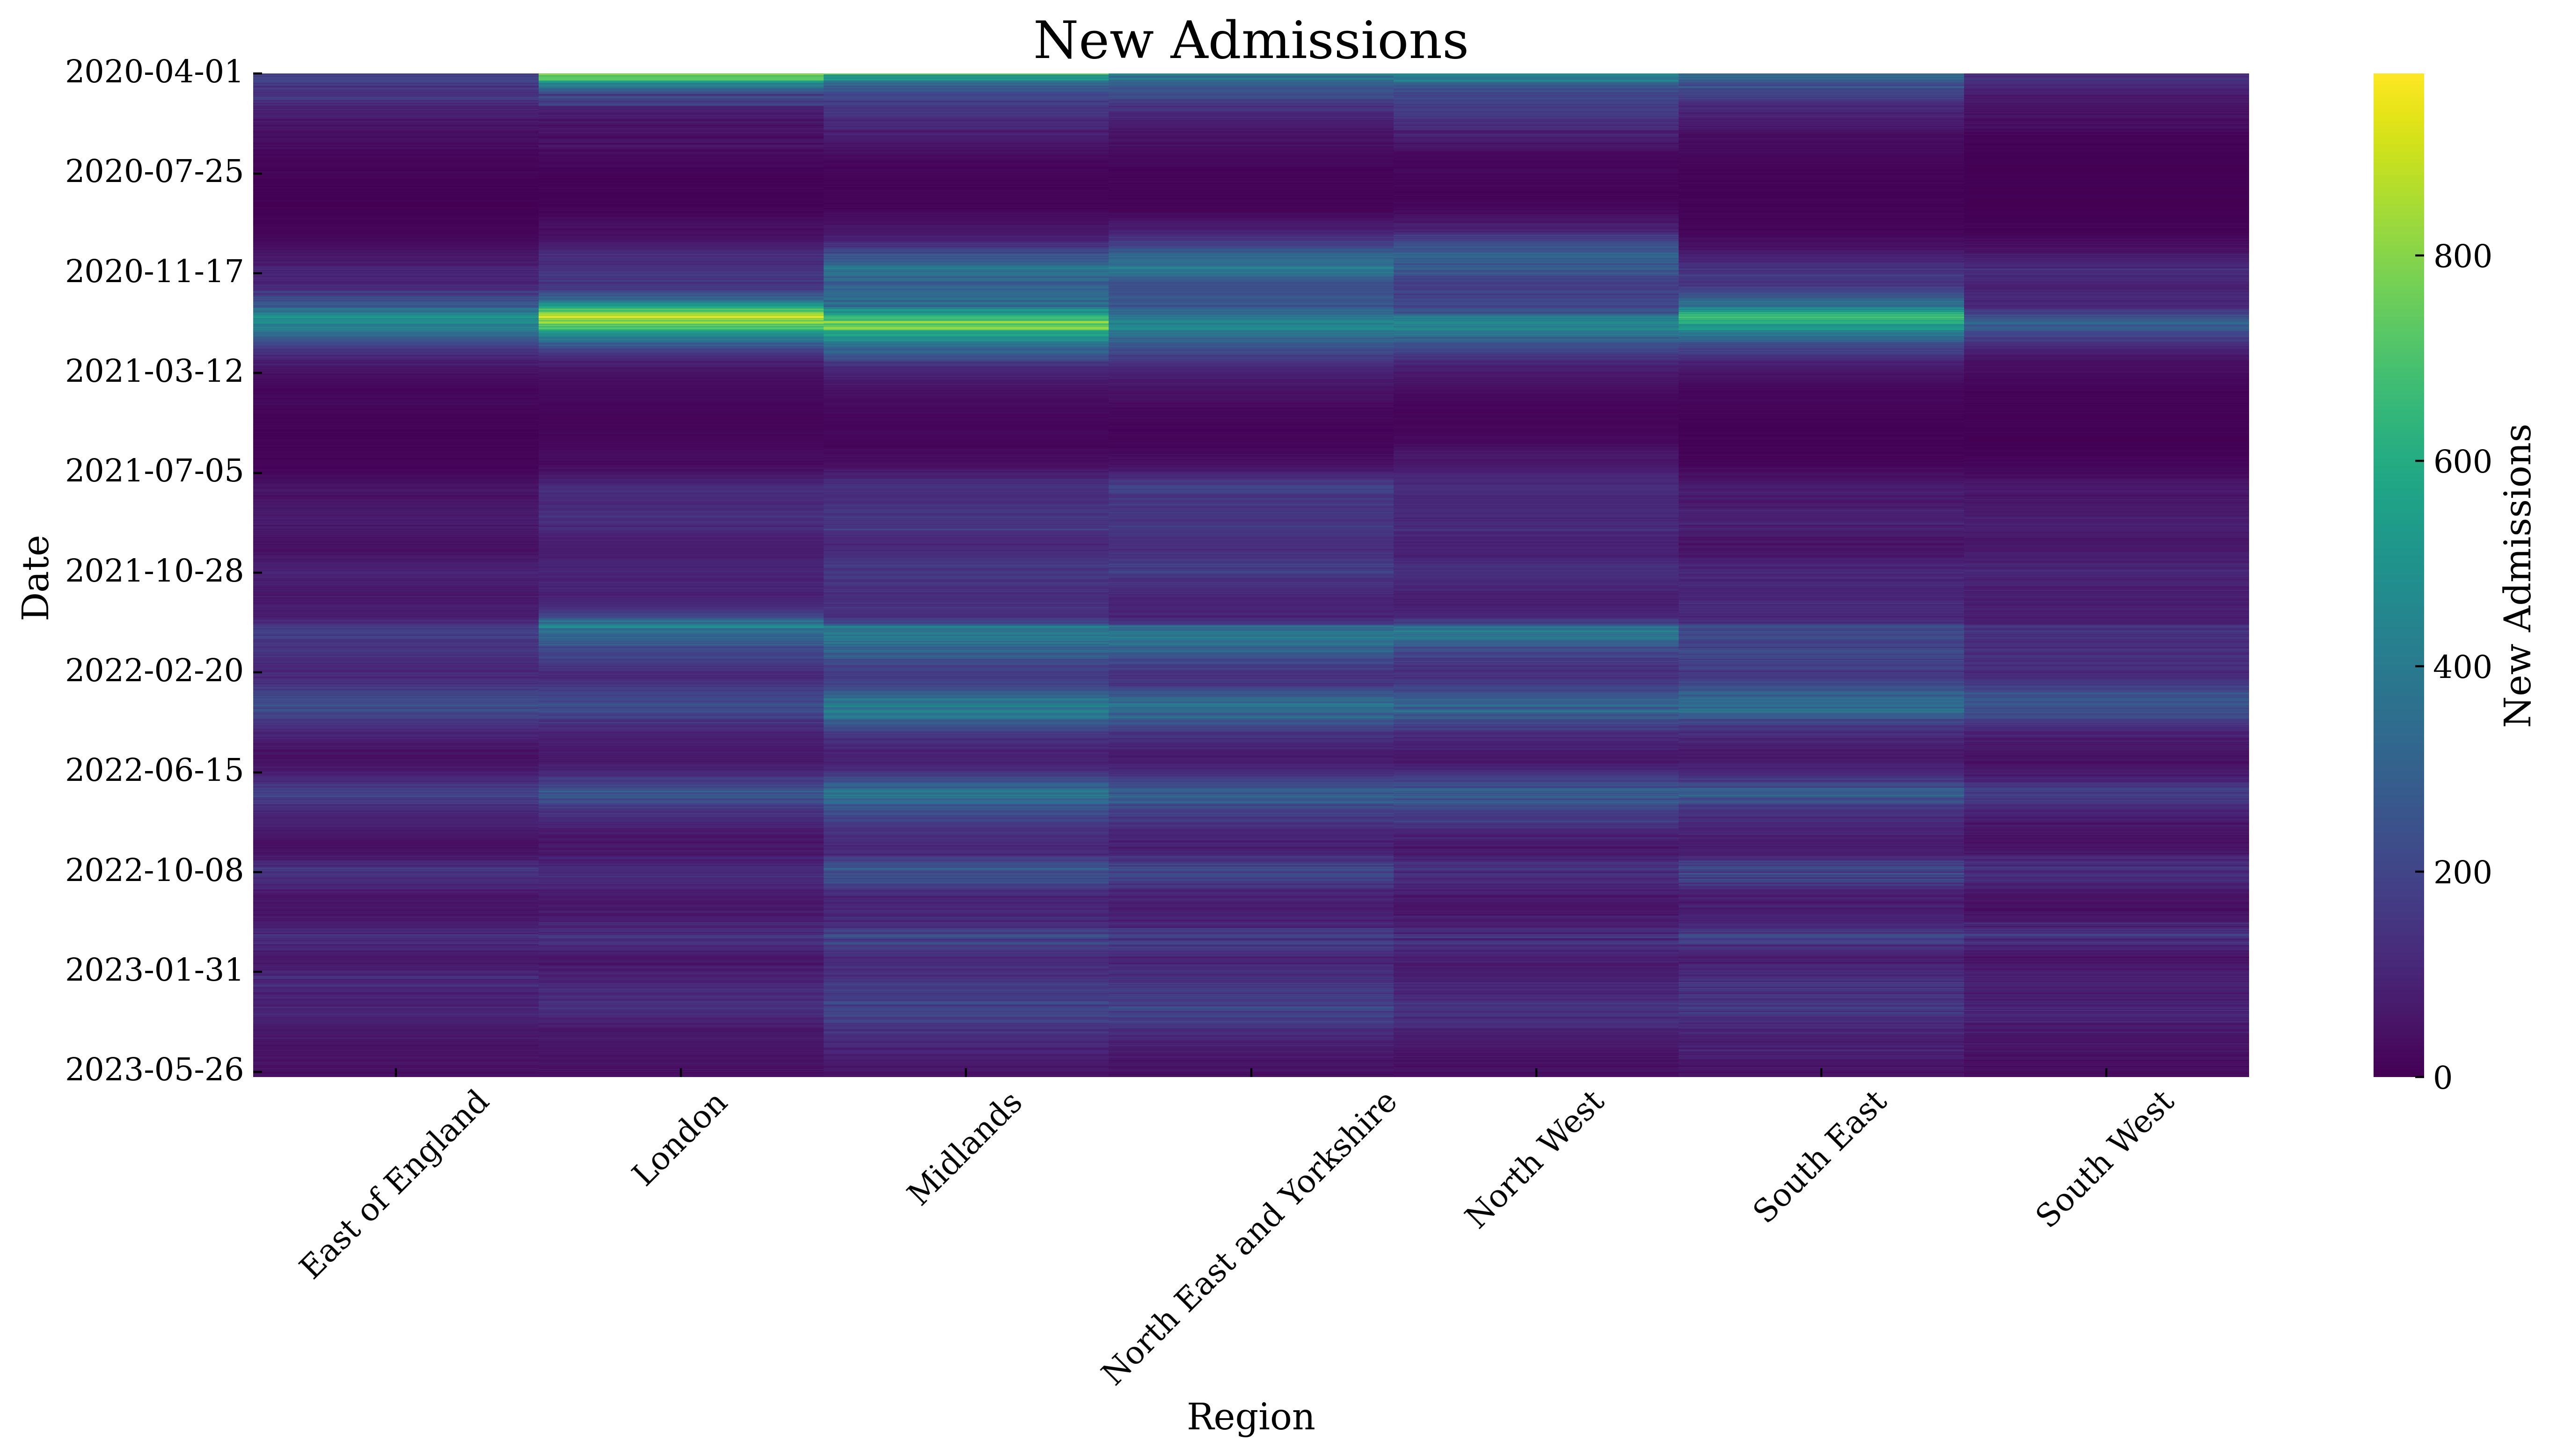 New Admissions
2020-04-01
2020-07-25
2020-11-17
2021-03-12
2021-07-05
2021-10-28
2022-02-20
2022-06-15
2022-10-08
2023-01-31
2023-05-26
Date
East of England
London
Midlands
North East and Yorkshire
North West
South East
South West
Region
800
600
400
200
0
New Admissions